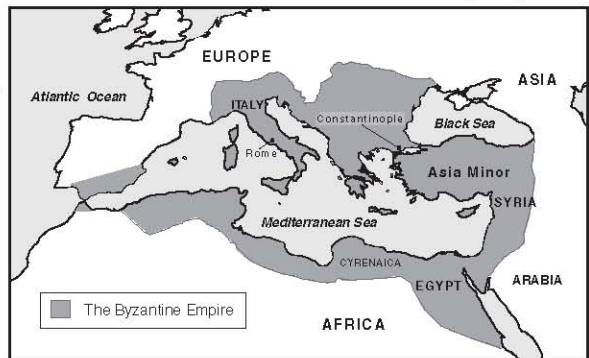 EUROPE
ASIA
Atlantic Ocean
ITALY
Constantinople
Black Sea
Rome
Asia Minor
SYRIA
Mediterranean Sea
CYRENAICA
EGYPT
ARABIA
The Byzantine Empire
AFRICA